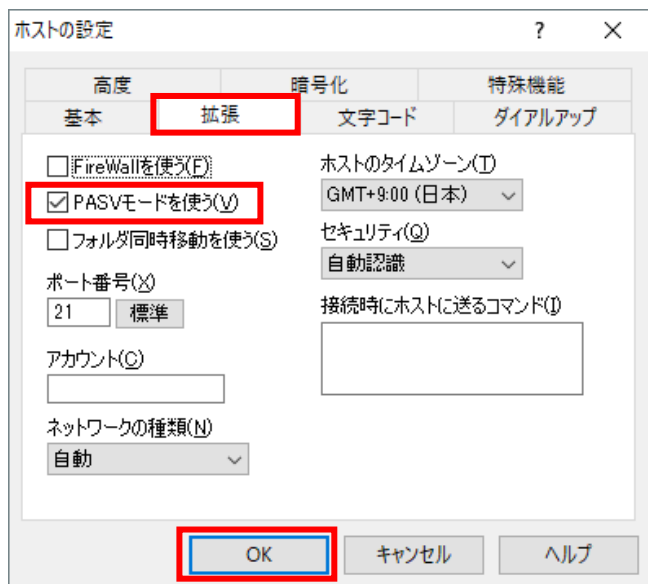 ホストの設定
? ×
高度 暗号化 特殊機能
基本 拡張 文字コード ダイアルアップ
FireWallを使う(F)
PASVモードを使う(V)
フォルダ同時移動を使う(S)
ポート番号(X)
21 標準
アカウント(C)
ネットワークの種類(N)
自動
ホストのタイムゾーン(T)
GMT+9:00 (日本)
セキュリティ(Q)
自動認識
接続時にホストに送るコマンド(I)
OK キャンセル ヘルプ